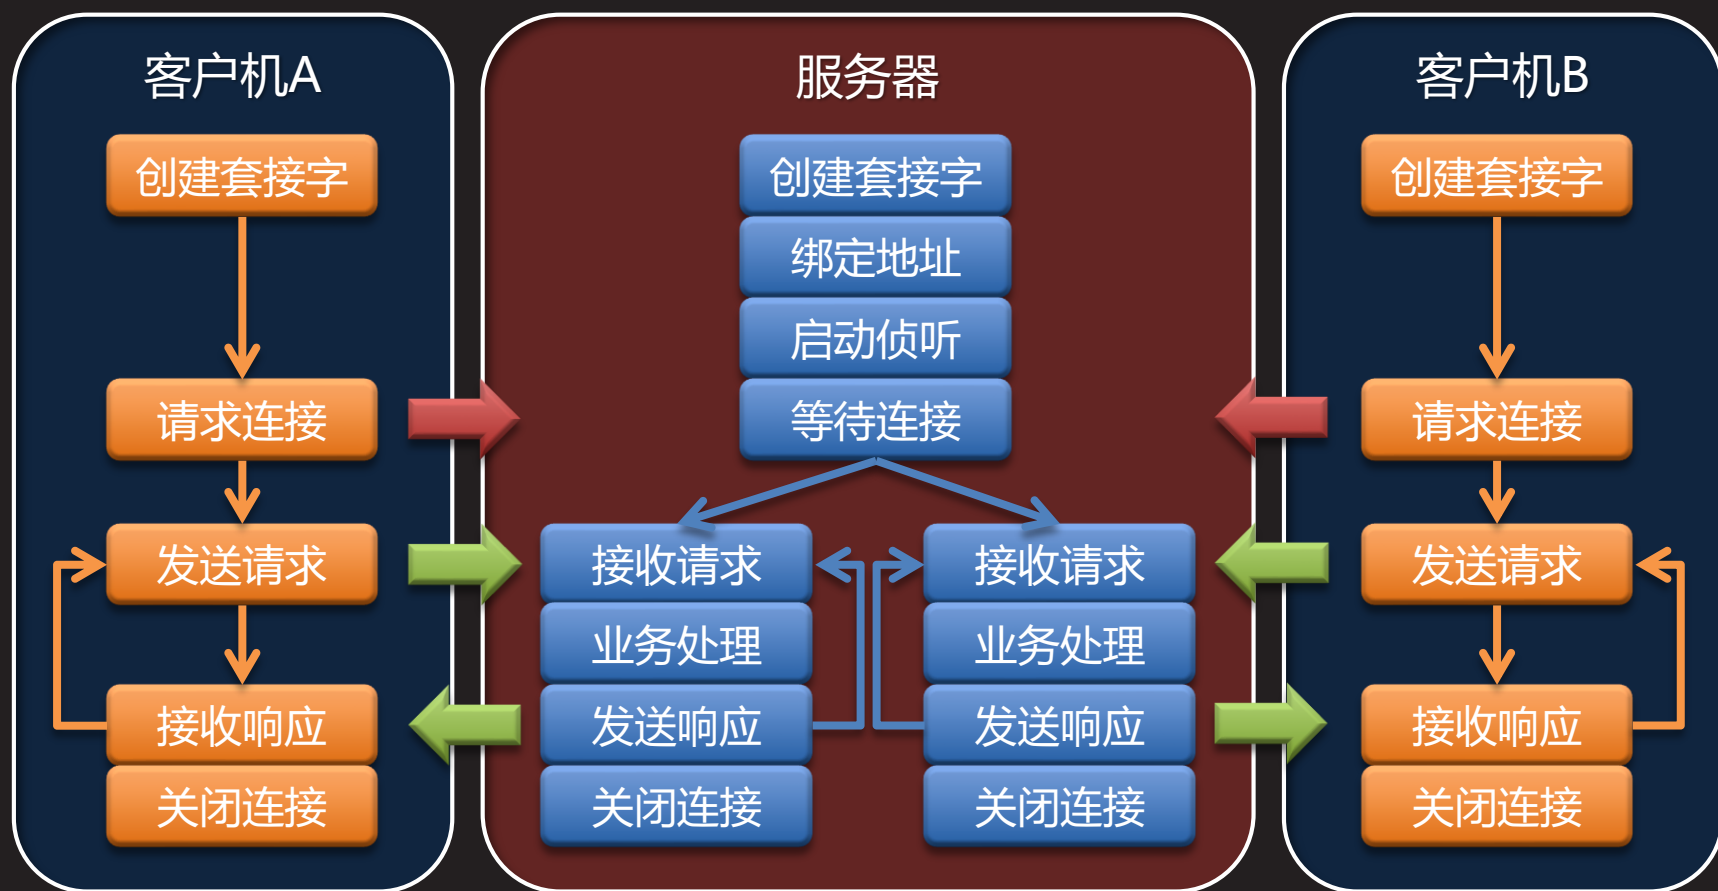 客户机A
创建套接字
请求连接
发送请求
接收响应
关闭连接
服务器
创建套接字
绑定地址
启动侦听
等待连接
接收请求
业务处理
发送响应
关闭连接
接收请求
业务处理
发送响应
关闭连接
客户机B
创建套接字
请求连接
发送请求
接收响应
关闭连接